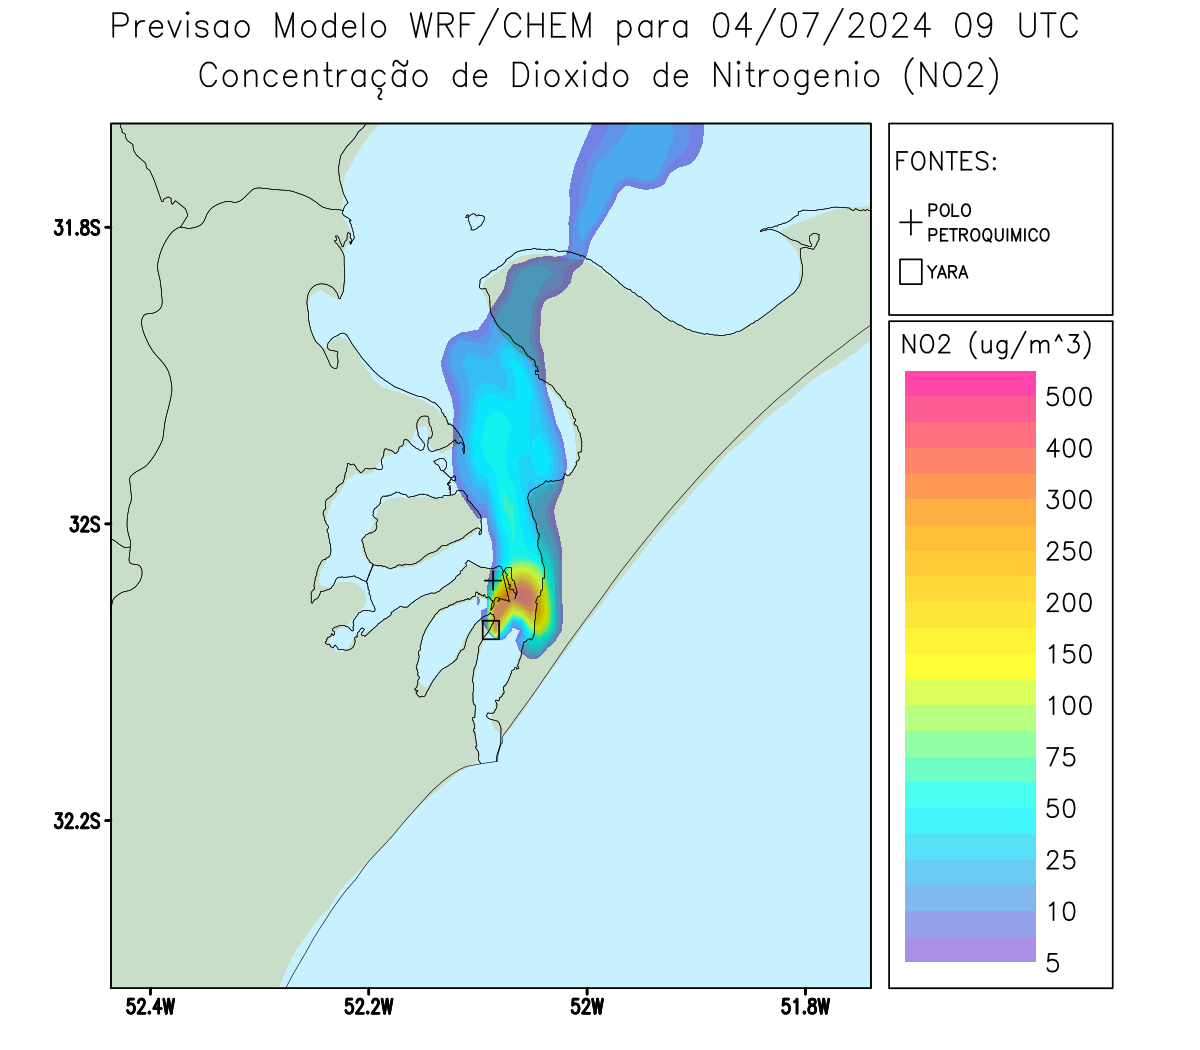 Previsao Modelo WRF/CHEM para 04/07/2024 09 UTC
Concentração de Dioxido de Nitrogenio (NO2)
FONTES:
POLO
PETROQUIMICO
YARA
NO2 (ug/m^3)
500
400
300
250
200
150
100
75
50
25
10
5
31.8S
32S
32.2S
52.4W
52.2W
52W
51.8W